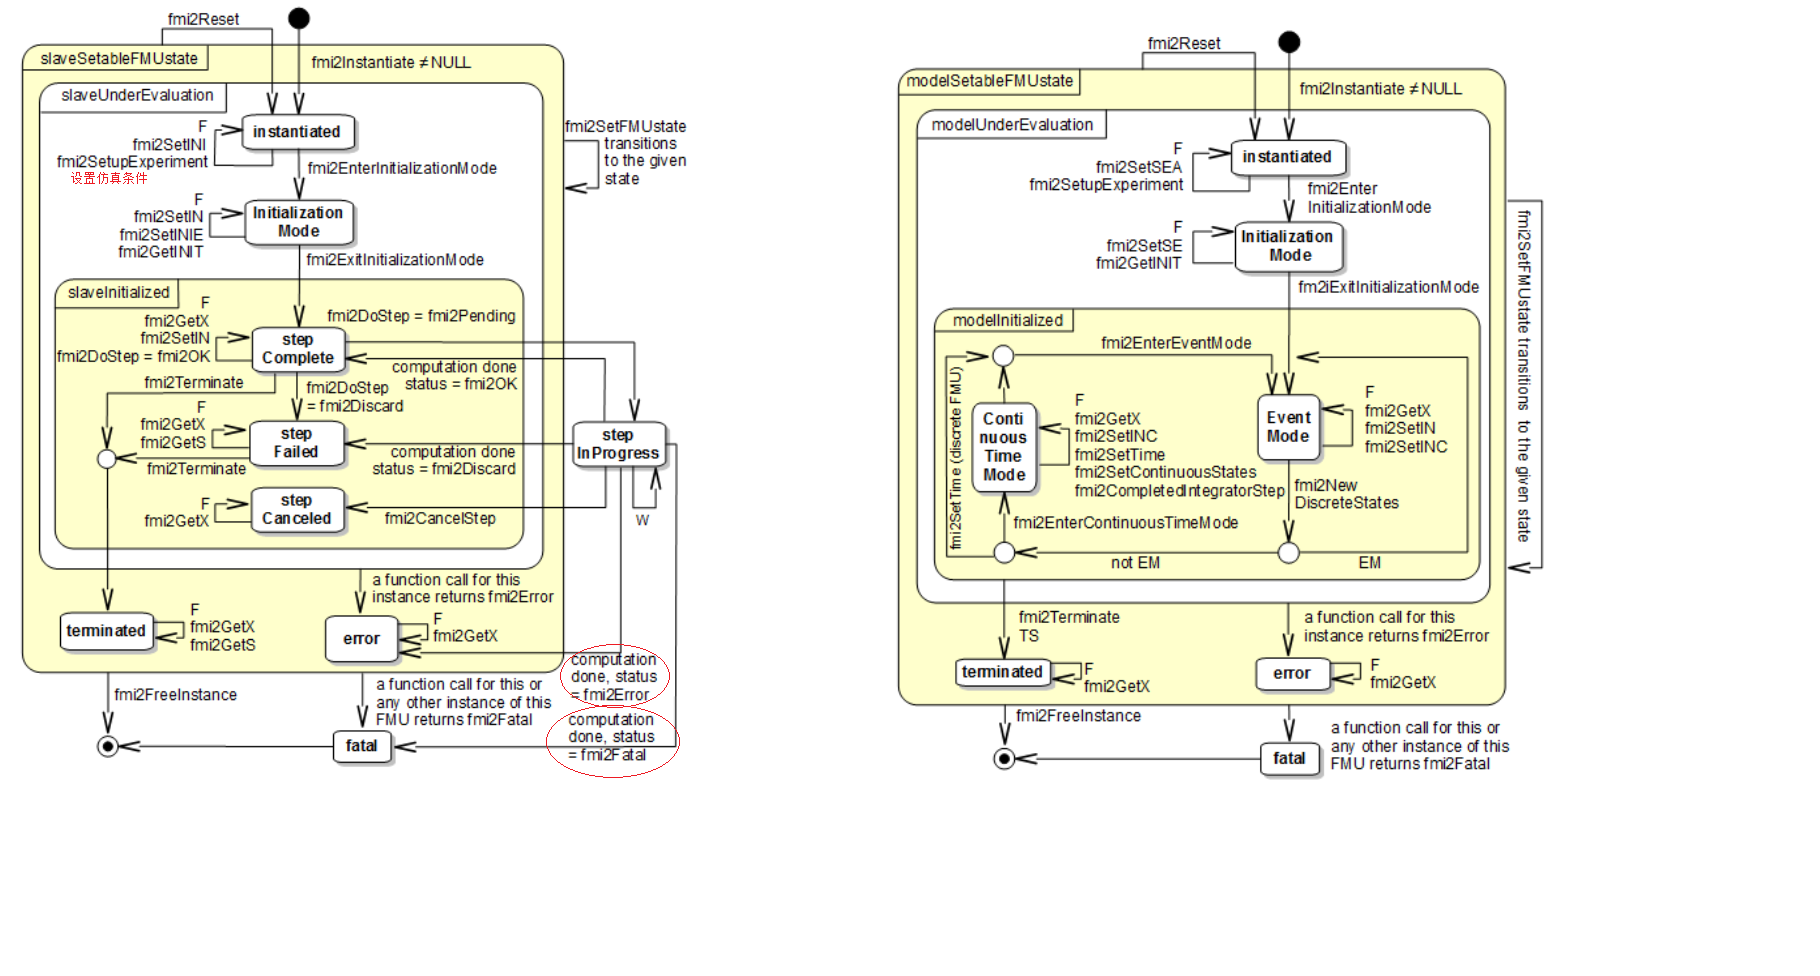 fmi2Reset
slaveSetableFMUstate
fmi2Instantiate ≠ NULL
slaveUnderEvaluation
instantiated
F
fmi2SetINI
fmi2SetupExperiment
设置仿真条件
fmi2SetFMUstate
transitions
to the given
state
fmi2EnterInitializationMode
Initialization
Mode
F
fmi2SetIN
fmi2SetINIE
fmi2GetINIT
fmi2ExitInitializationMode
slaveInitialized
F
fmi2GetX
fmi2SetIN
fmi2DoStep = fmi2OK
fmi2DoStep = fmi2Pending
step
Complete
computation done
status = fmi2OK
fmi2Terminate
fmi2DoStep
= fmi2Discard
F
fmi2GetX
fmi2GetS
step
Failed
step
InProgress
computation done
status = fmi2Discard
fmi2Terminate
F
fmi2GetX
step
Canceled
fmi2CancelStep
W
a function call for this
instance returns fmi2Error
terminated
F
fmi2GetX
fmi2GetS
error
F
fmi2GetX
computation
done, status
= fmi2Error
fmi2FreeInstance
a function call for this or
any other instance of this
FMU returns fmi2Fatal
computation
done, status
= fmi2Fatal
fatal
fmi2Reset
modelSetableFMUstate
fmi2Instantiate ≠ NULL
modelUnderEvaluation
instantiated
F
fmi2SetSEA
fmi2SetupExperiment
fmi2Enter
InitializationMode
F
fmi2SetSE
fmi2GetINIT
Initialization
Mode
fm2iExitInitializationMode
fmi2SetFMUstate transitions to the given state
modelInitialized
fmi2EnterEventMode
fmi2SetTime (discrete FMU)
Conti
nuous
Time
Mode
F
fmi2GetX
fmi2SetINC
fmi2SetTime
fmi2SetContinuousStates
fmi2CompletedIntegratorStep
Event
Mode
F
fmi2GetX
fmi2SetIN
fmi2SetINC
fmi2New
DiscreteStates
fmi2EnterContinuousTimeMode
not EM
EM
fmi2Terminate
TS
a function call for this
instance returns fmi2Error
terminated
F
fmi2GetX
error
F
fmi2GetX
fmi2FreeInstance
a function call for this or
any other instance of this
FMU returns fmi2Fatal
fatal